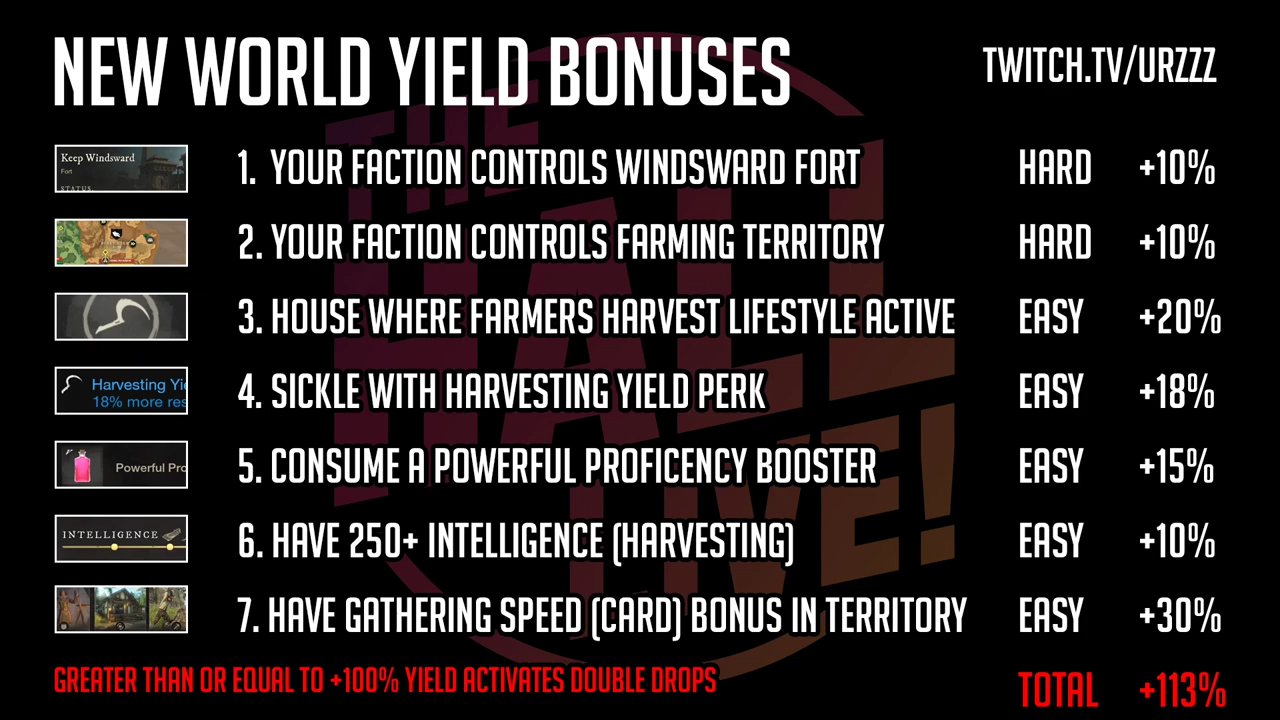 NEW WORLD YIELD BONUSES
TWITCH.TV/URZZZ
Keep Windsward
Fort
STATUS
1. YOUR FACTION CONTROLS WINDSWARD FORT HARD +10%
2. YOUR FACTION CONTROLS FARMING TERRITORY HARD +10%
3. HOUSE WHERE FARMERS HARVEST LIFESTYLE ACTIVE EASY +20%
Harvesting Yi
18% more res
4. SICKLE WITH HARVESTING YIELD PERK EASY +18%
Powerful Pro
5. CONSUME A POWERFUL PROFICENCY BOOSTER EASY +15%
INTELLIGENCE
6. HAVE 250+ INTELLIGENCE (HARVESTING) EASY +10%
7. HAVE GATHERING SPEED (CARD) BONUS IN TERRITORY EASY +30%
GREATER THAN OR EQUAL TO +100% YIELD ACTIVATES DOUBLE DROPS
TOTAL +113%
THE
HALL
LIVE!